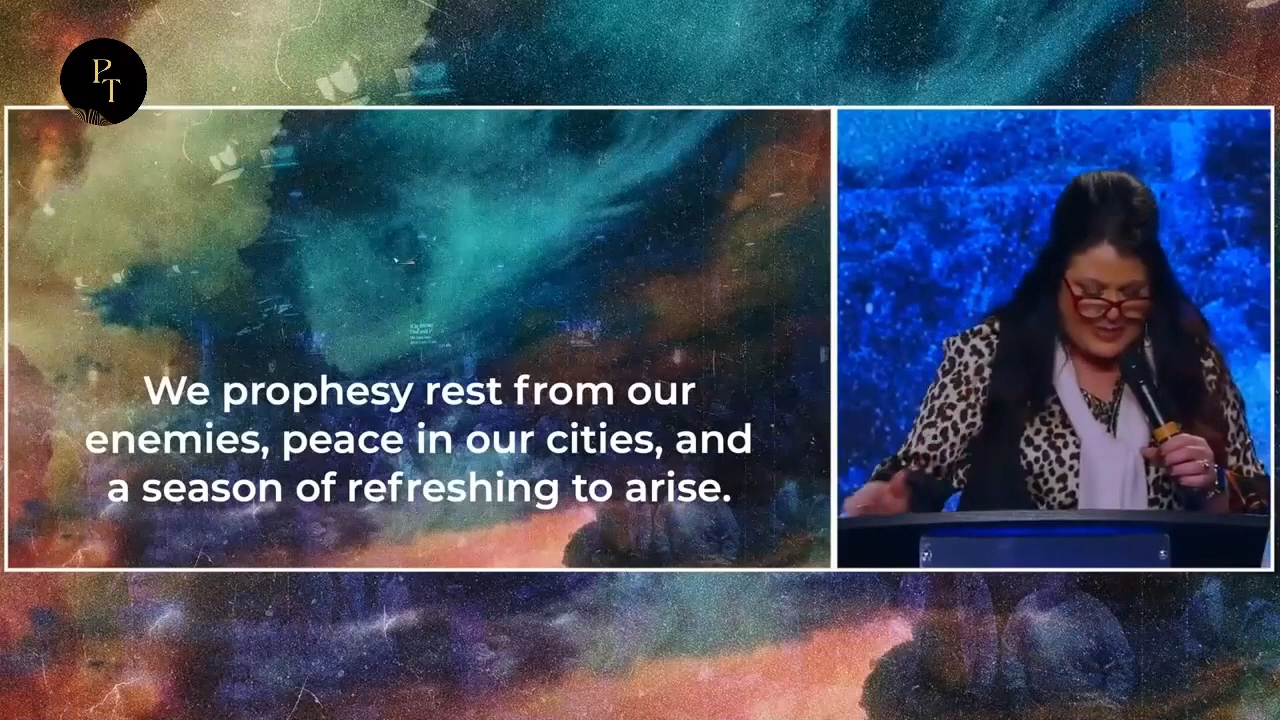 P
T
We prophesy rest from our
enemies, peace in our cities, and
a season of refreshing to arise.